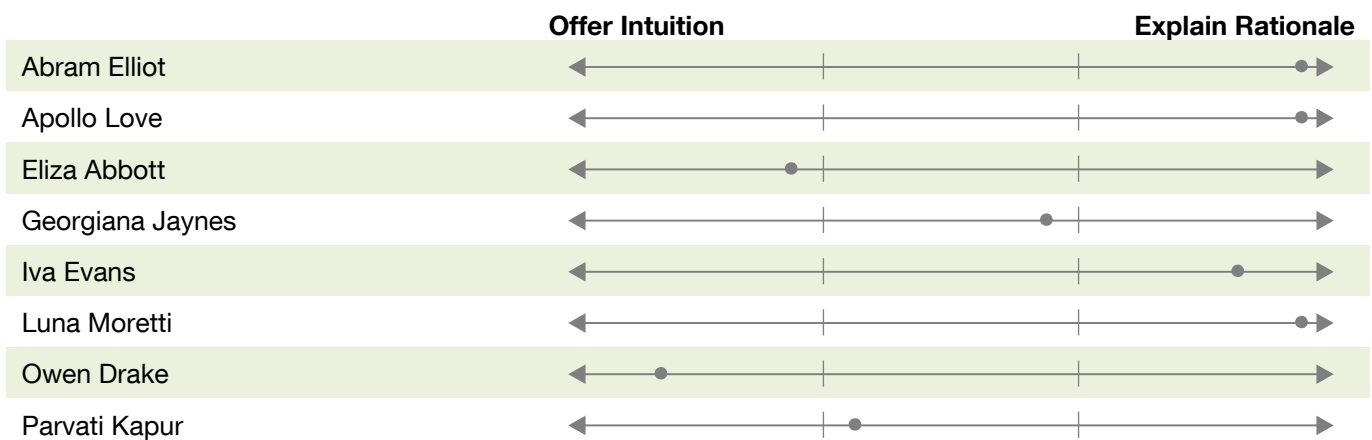 Offer Intuition Explain Rationale
Abram Elliot
Apollo Love
Eliza Abbott
Georgiana Jaynes
Iva Evans
Luna Moretti
Owen Drake
Parvati Kapur